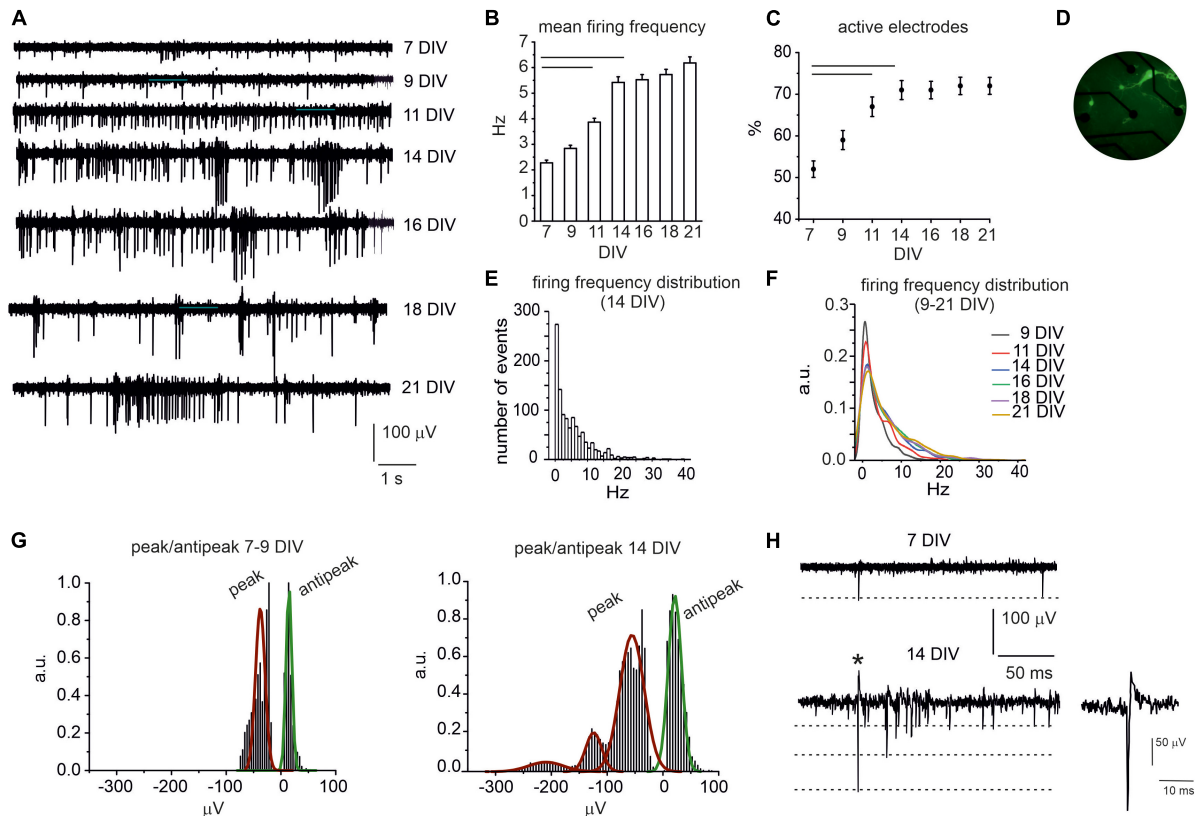 A
7 DIV
9 DIV
11 DIV
14 DIV
16 DIV
18 DIV
21 DIV
100 μV
1 s
B
mean firing frequency
Hz
7
6
5
4
3
2
1
0
7 9 11 14 16 18 21
DIV
C
active electrodes
%
80
70
60
50
40
7 9 11 14 16 18 21
DIV
D
E
firing frequency distribution
(14 DIV)
number of events
300
200
100
0
0 10 20 30 40
Hz
F
firing frequency distribution
(9-21 DIV)
a.u.
0.3
0.2
0.1
0.0
0 10 20 30 40
Hz
9 DIV
11 DIV
14 DIV
16 DIV
18 DIV
21 DIV
G
peak/antipeak 7-9 DIV
peak
antipeak
a.u.
1.0
0.8
0.6
0.4
0.2
0.0
-300 -200 -100 0 100
μV
peak/antipeak 14 DIV
peak
antipeak
a.u.
1.0
0.8
0.6
0.4
0.2
0.0
-300 -200 -100 0 100
μV
H
7 DIV
100 μV
50 ms
* 14 DIV
50 μV
10 ms